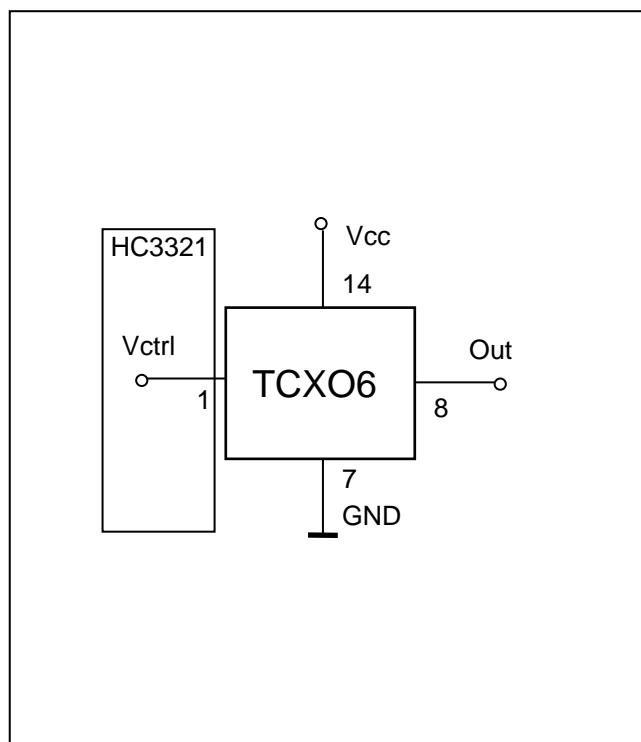 Vcc
HC3321
14
Vctrl
Out
TCXO6
1
8
7
GND